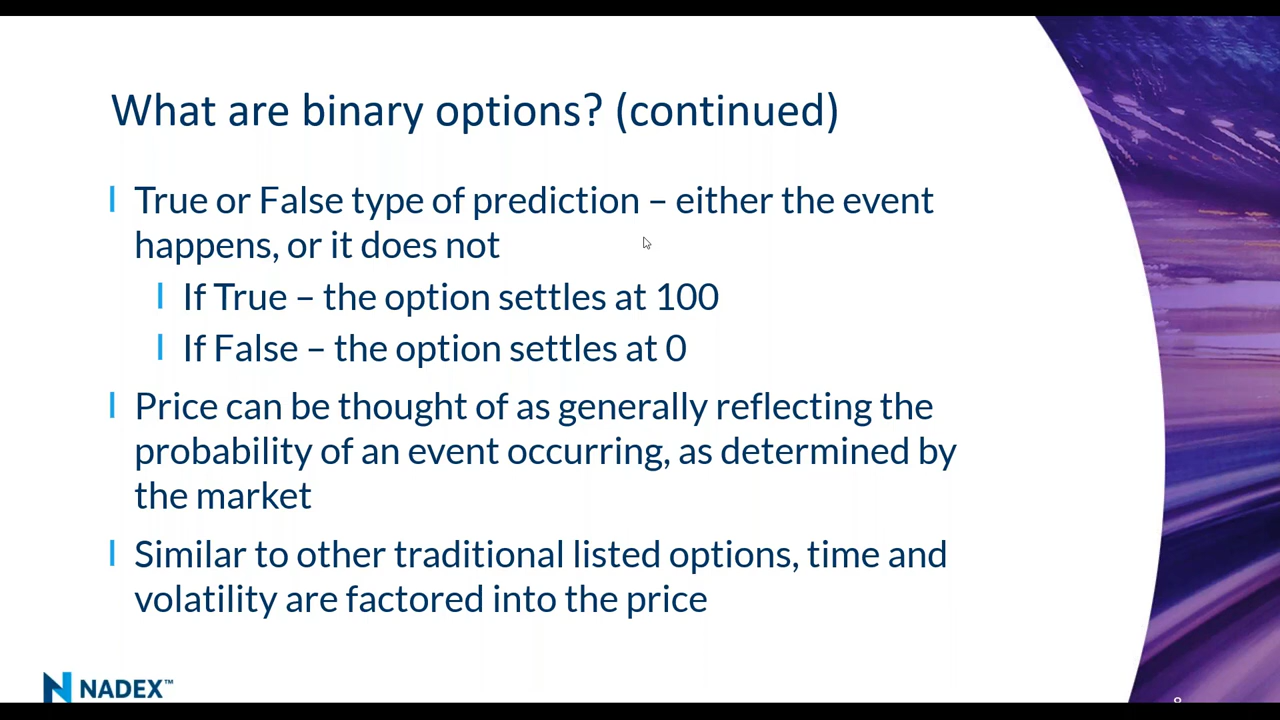 What are binary options? (continued)
True or False type of prediction – either the event
happens, or it does not
If True – the option settles at 100
If False – the option settles at 0
Price can be thought of as generally reflecting the
probability of an event occurring, as determined by
the market
Similar to other traditional listed options, time and
volatility are factored into the price
NADEX™